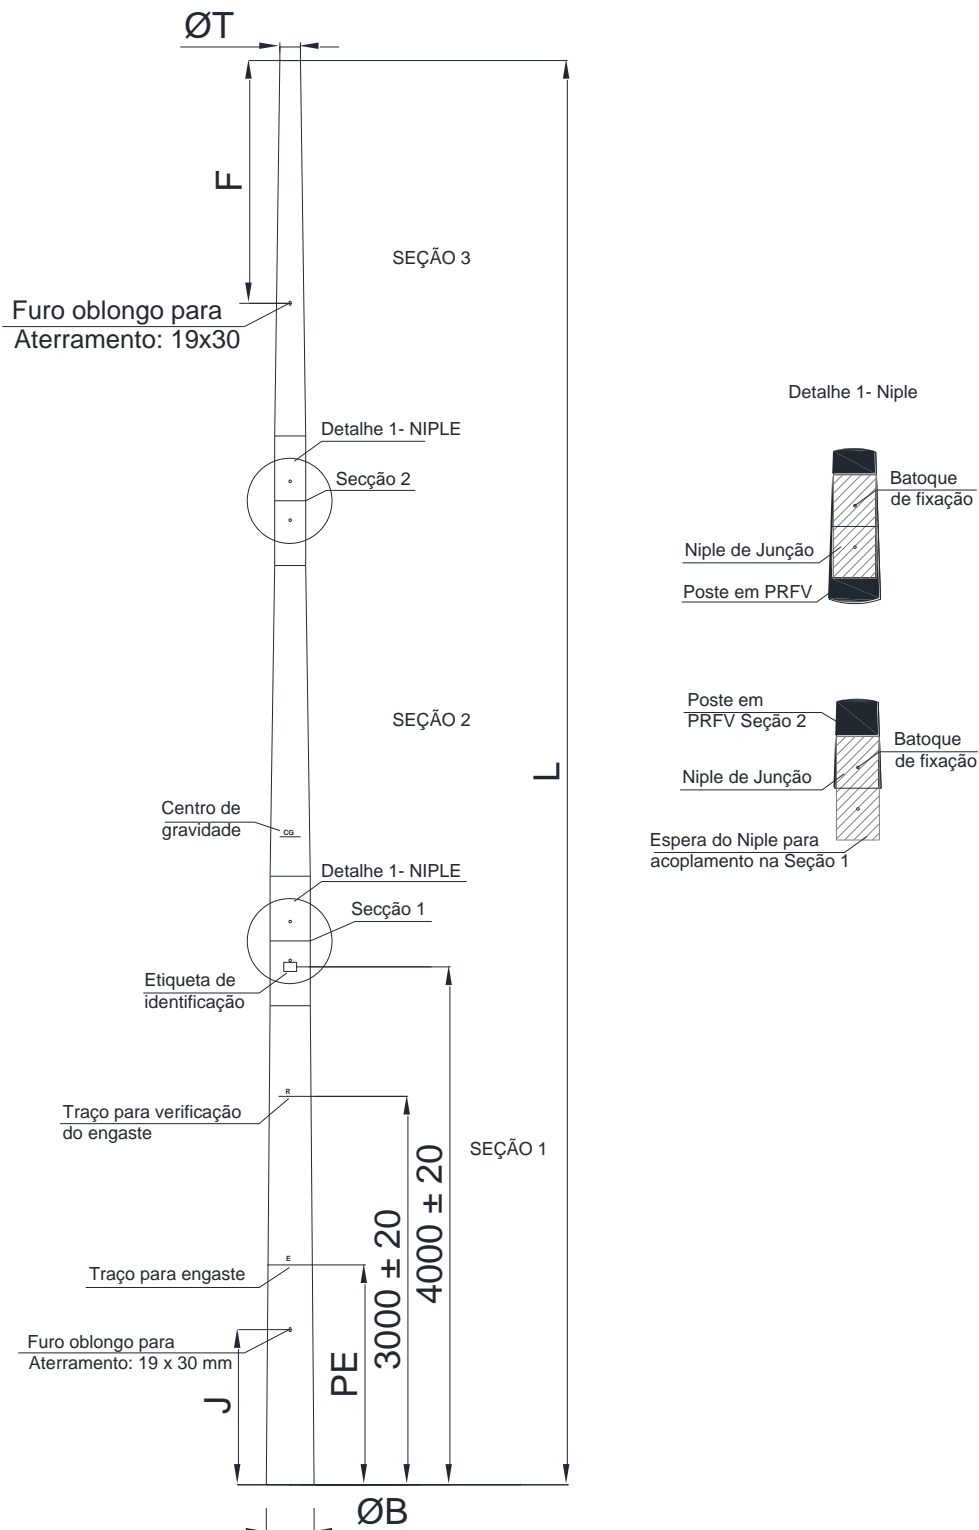 ØT
F
SEÇÃO 3
Furo oblongo para
Aterramento: 19x30
Detalhe 1- Niple
Detalhe 1- NIPLE
Secção 2
Batoque
de fixação
Niple de Junção
Poste em PRFV
Poste em
PRFV Seção 2
SEÇÃO 2
Batoque
de fixação
L
Niple de Junção
Centro de
gravidade
CG
Espera do Niple para
acoplamento na Seção 1
Detalhe 1- NIPLE
Secção 1
Etiqueta de
identificação
R
Traço para verificação
do engaste
SEÇÃO 1
4000 ± 20
3000 ± 20
E
Traço para engaste
Furo oblongo para
Aterramento: 19 x 30 mm
PE
J
ØB